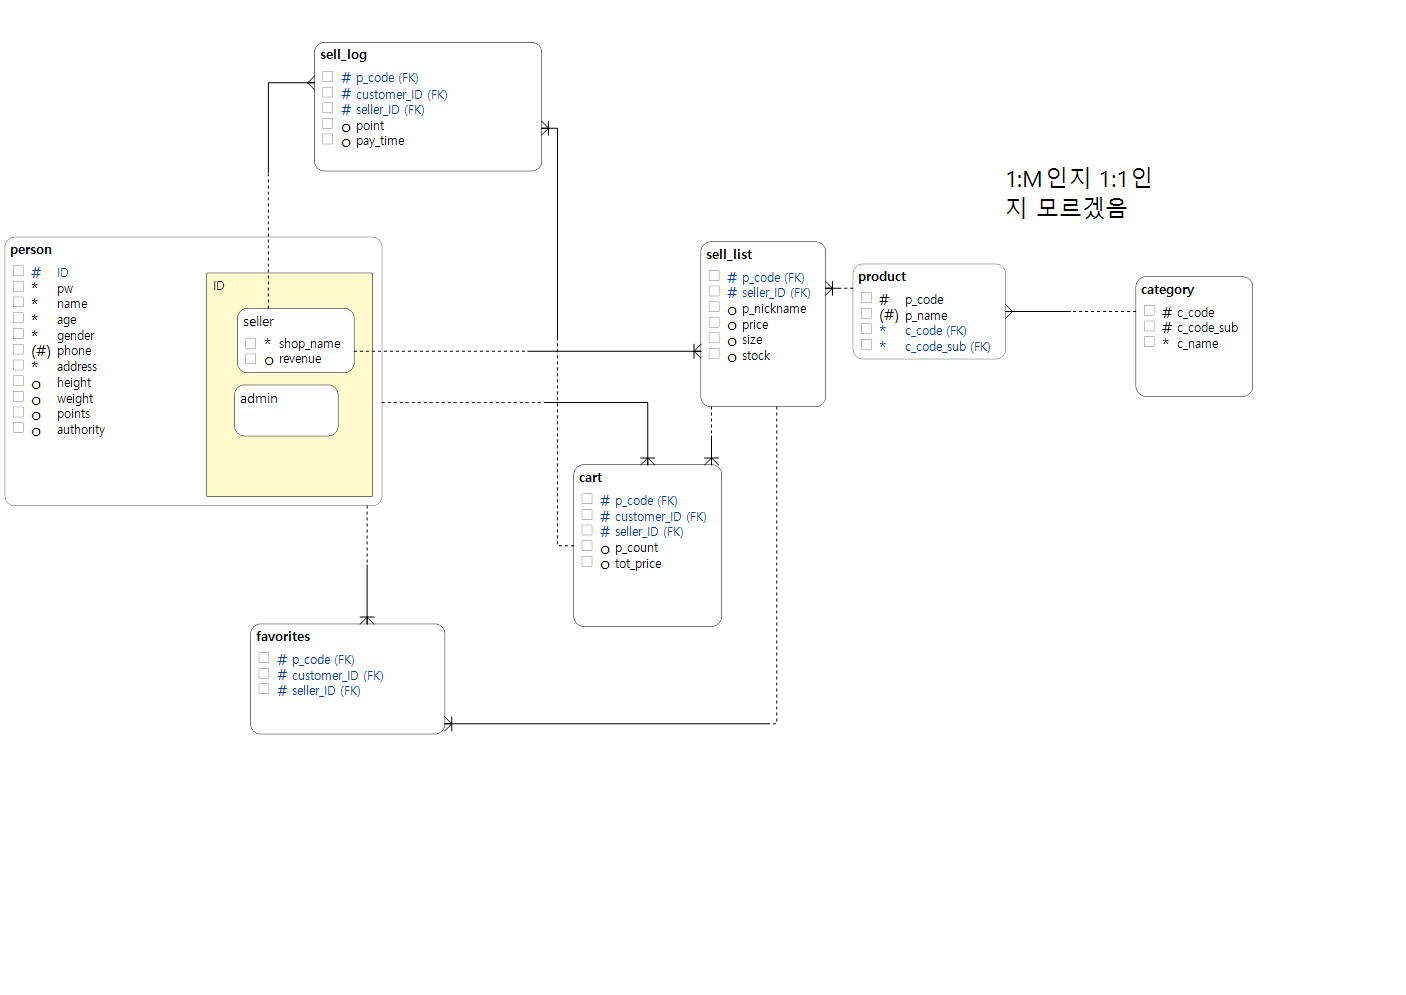 sell_log
# p_code (FK)
# customer_ID (FK)
# seller_ID (FK)
o point
o pay_time
1:M인지 1:1인
지 모르겠음
person
# ID
* pw
* name
* age
* gender
(#) phone
* address
o height
o weight
o points
o authority
ID
seller
* shop_name
o revenue
admin
sell_list
# p_code (FK)
# seller_ID (FK)
o p_nickname
o price
o size
o stock
product
# p_code
(#) p_name
* c_code (FK)
* c_code_sub (FK)
category
# c_code
# c_code_sub
* c_name
cart
# p_code (FK)
# customer_ID (FK)
# seller_ID (FK)
o p_count
o tot_price
favorites
# p_code (FK)
# customer_ID (FK)
# seller_ID (FK)